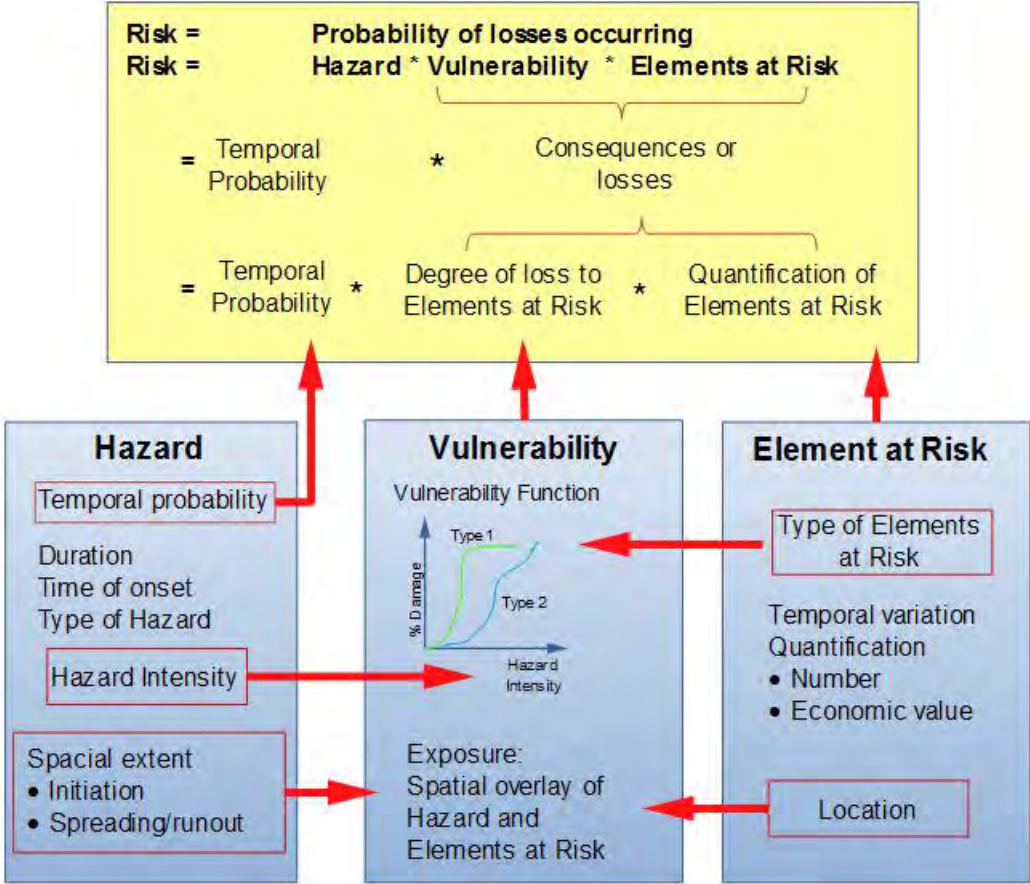 Risk = Probability of losses occurring
Risk = Hazard * Vulnerability * Elements at Risk
= Temporal Probability * Consequences or losses
= Temporal Probability * Degree of loss to Elements at Risk * Quantification of Elements at Risk
Hazard
Temporal probability
Duration
Time of onset
Type of Hazard
Hazard Intensity
Spacial extent
• Initiation
• Spreading/runout
Vulnerability
Vulnerability Function
% Damage
Type 1
Type 2
Hazard
Intensity
Exposure:
Spatial overlay of
Hazard and
Elements at Risk
Element at Risk
Type of Elements
at Risk
Temporal variation
Quantification
• Number
• Economic value
Location